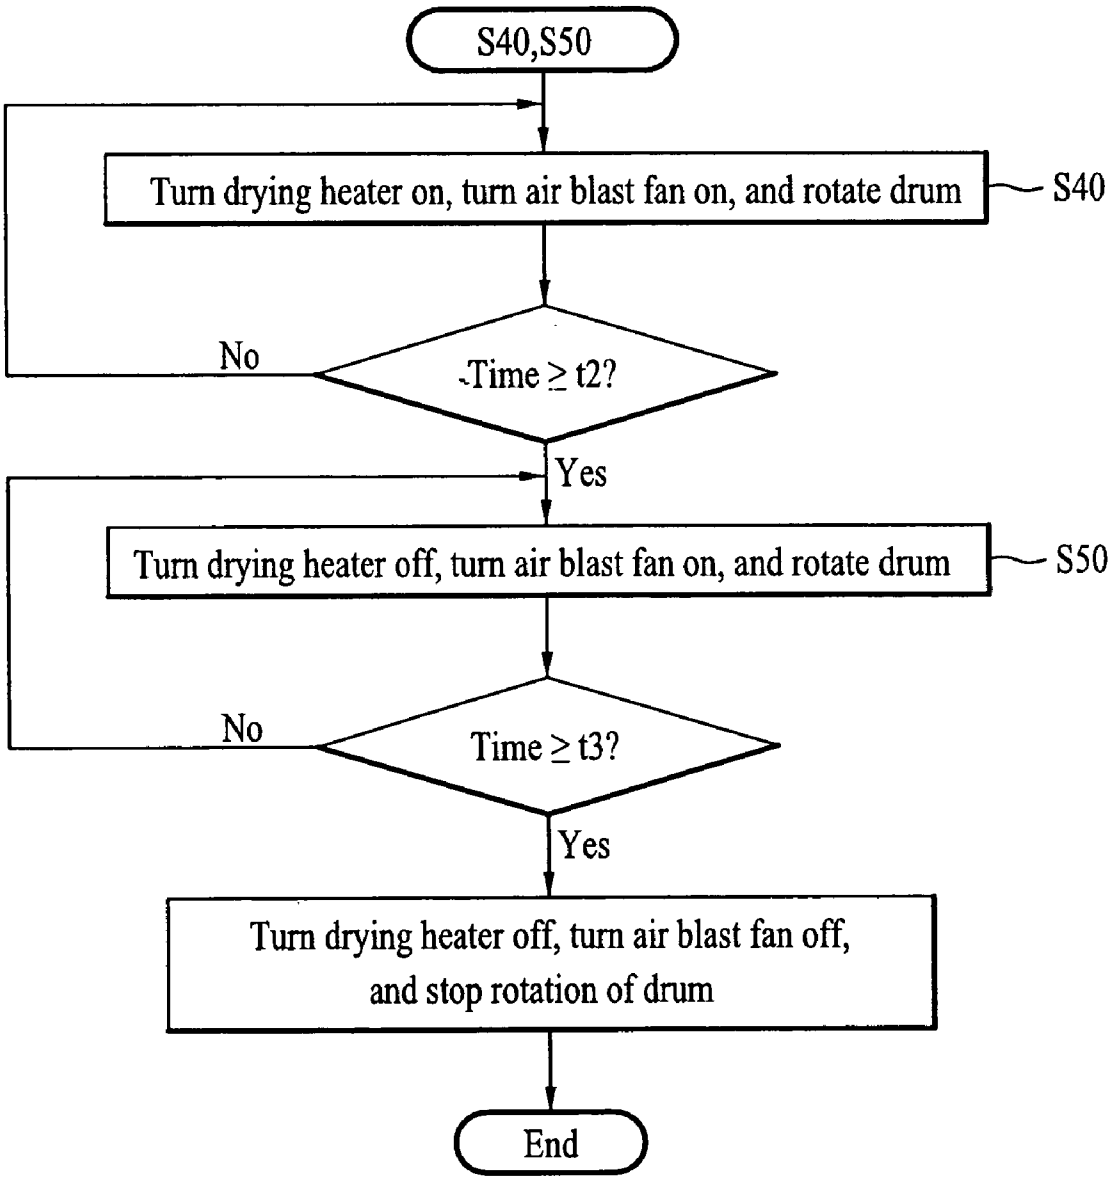 S40,S50
Turn drying heater on, turn air blast fan on, and rotate drum
S40
Time ≥ t2?
No
Yes
Turn drying heater off, turn air blast fan on, and rotate drum
S50
Time ≥ t3?
No
Yes
Turn drying heater off, turn air blast fan off,
and stop rotation of drum
End